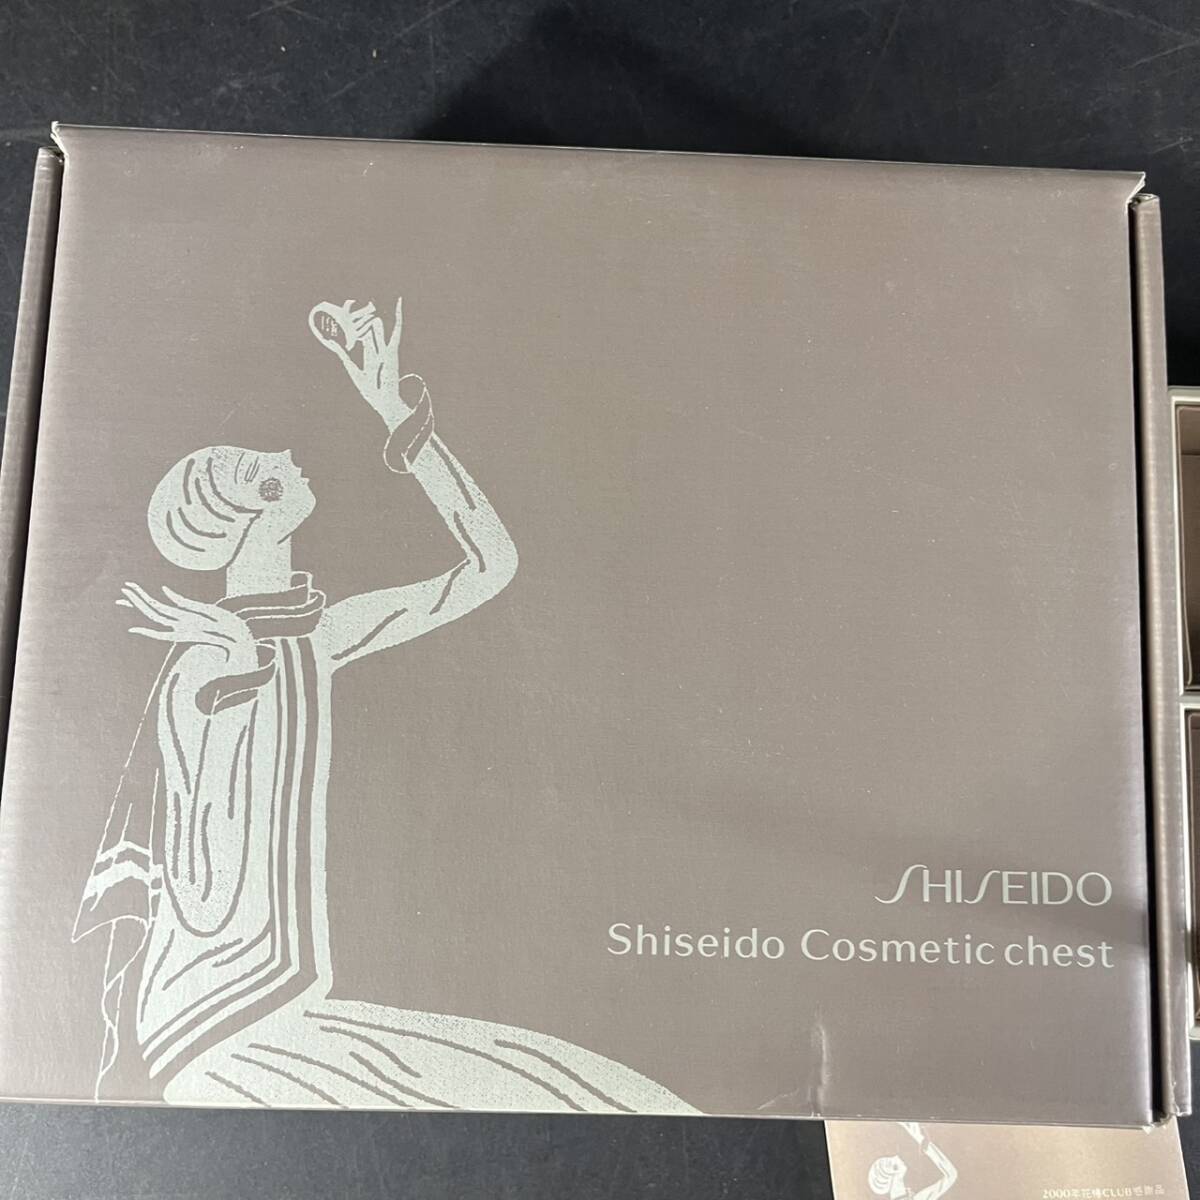 SHISEIDO
Shiseido Cosmetic chest
2000年花椿CLUB感謝品